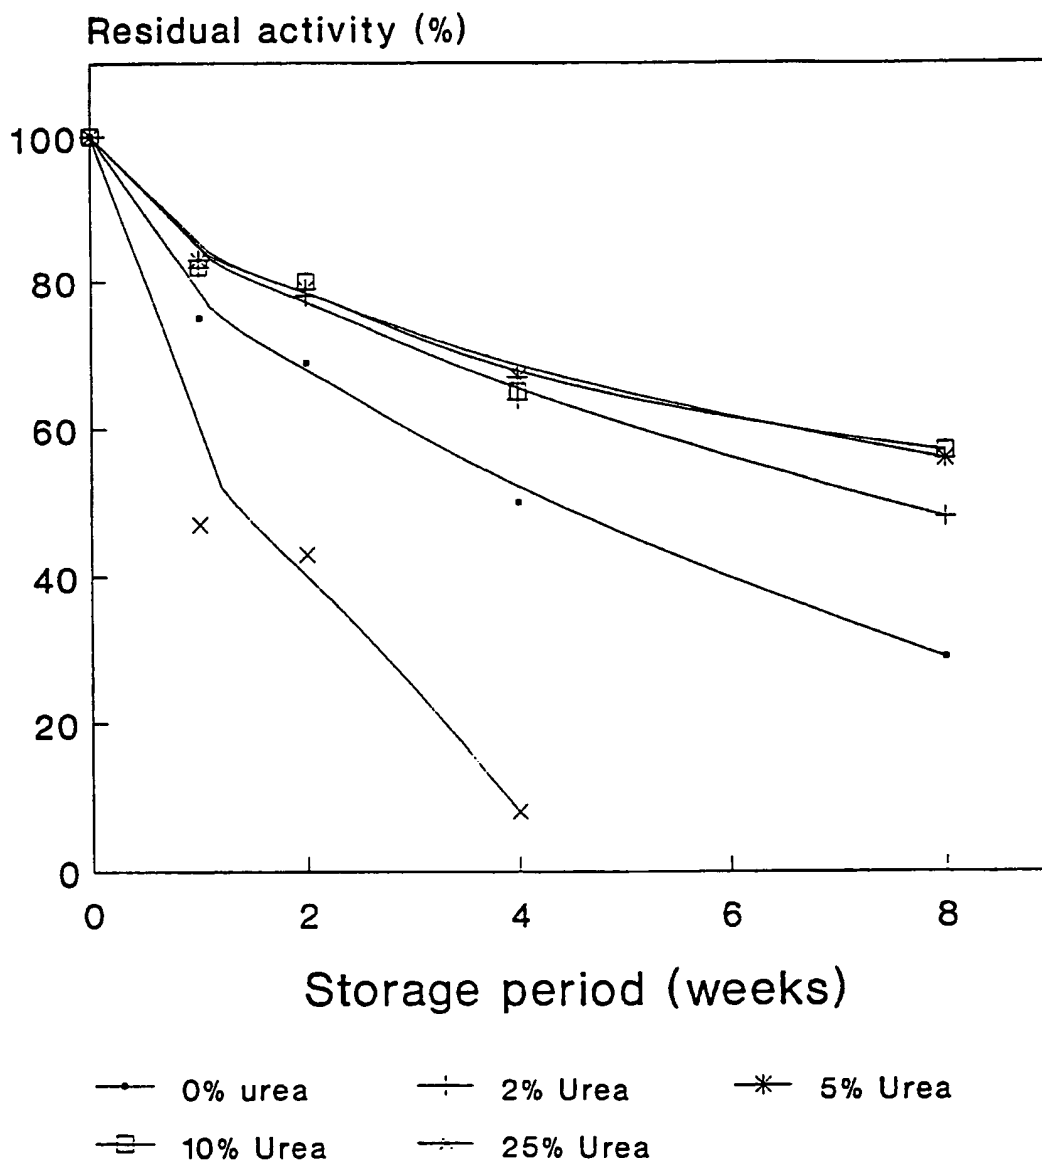 Residual activity (%)
100
80
60
40
20
0
0 2 4 6 8
Storage period (weeks)
0% urea 2% Urea 5% Urea
10% Urea 25% Urea